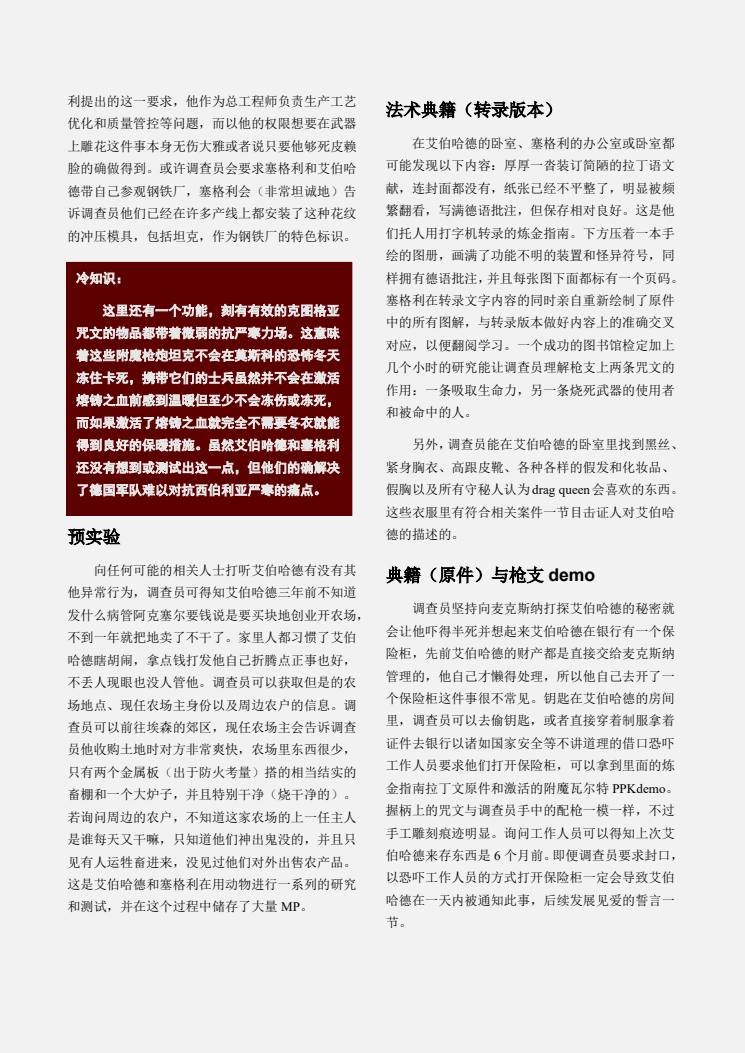 利提出的这一要求，他作为总工程师负责生产工艺
优化和质量管控等问题，而以他的权限想要在武器
上雕花这件事本身无伤大雅或者说只要他够死皮赖
脸的确做得到。或许调查员会要求塞格利和艾伯哈
德带自己参观钢铁厂，塞格利会（非常坦诚地）告
诉调查员他们已经在许多产线上都安装了这种花纹
的冲压模具，包括坦克，作为钢铁厂的特色标识。
冷知识：
这里还有一个功能，刻有有效的克图格亚
咒文的物品都带着微弱的抗严寒力场。这意味
着这些附魔枪炮坦克不会在莫斯科的恐怖冬天
冻住卡死，携带它们的士兵虽然并不会在激活
熔铸之血前感到温暖但至少不会冻伤或冻死，
而如果激活了熔铸之血就完全不需要冬衣就能
得到良好的保暖措施。虽然艾伯哈德和塞格利
还没有想到或测试出这一点，但他们的确解决
了德国军队难以对抗西伯利亚严寒的痛点。
预实验
向任何可能的相关人士打听艾伯哈德有没有其
他异常行为，调查员可得知艾伯哈德三年前不知道
发什么病管阿克塞尔要钱说是要买块地创业开农场，
不到一年就把地卖了不干了。家里人都习惯了艾伯
哈德瞎胡闹，拿点钱打发他自己折腾点正事也好，
不丢人现眼也没人管他。调查员可以获取但是的农
场地点、现任农场主身份以及周边农户的信息。调
查员可以前往埃森的郊区，现任农场主会告诉调查
员他收购土地时对方非常爽快，农场里东西很少，
只有两个金属板（出于防火考量）搭的相当结实的
畜棚和一个大炉子，并且特别干净（烧干净的）。
若询问周边的农户，不知道这家农场的上一任主人
是谁每天又干嘛，只知道他们神出鬼没的，并且只
见有人运牲畜进来，没见过他们对外出售农产品。
这是艾伯哈德和塞格利在用动物进行一系列的研究
和测试，并在这个过程中储存了大量 MP。
法术典籍（转录版本）
在艾伯哈德的卧室、塞格利的办公室或卧室都
可能发现以下内容：厚厚一沓装订简陋的拉丁语文
献，连封面都没有，纸张已经不平整了，明显被频
繁翻看，写满德语批注，但保存相对良好。这是他
们托人用打字机转录的炼金指南。下方压着一本手
绘的图册，画满了功能不明的装置和怪异符号，同
样拥有德语批注，并且每张图下面都标有一个页码。
塞格利在转录文字内容的同时亲自重新绘制了原件
中的所有图解，与转录版本做好内容上的准确交叉
对应，以便翻阅学习。一个成功的图书馆检定加上
几个小时的研究能让调查员理解枪支上两条咒文的
作用：一条吸取生命力，另一条烧死武器的使用者
和被命中的人。
另外，调查员能在艾伯哈德的卧室里找到黑丝、
紧身胸衣、高跟皮靴、各种各样的假发和化妆品、
假胸以及所有守秘人认为 drag queen 会喜欢的东西。
这些衣服里有符合相关案件一节目击证人对艾伯哈
德的描述的。
典籍（原件）与枪支 demo
调查员坚持向麦克斯纳打探艾伯哈德的秘密就
会让他吓得半死并想起来艾伯哈德在银行有一个保
险柜，先前艾伯哈德的财产都是直接交给麦克斯纳
管理的，他自己才懒得处理，所以他自己去开了一
个保险柜这件事很不常见。钥匙在艾伯哈德的房间
里，调查员可以去偷钥匙，或者直接穿着制服拿着
证件去银行以诸如国家安全等不讲道理的借口恐吓
工作人员要求他们打开保险柜，可以拿到里面的炼
金指南拉丁文原件和激活的附魔瓦尔特 PPKdemo。
握柄上的咒文与调查员手中的配枪一模一样，不过
手工雕刻痕迹明显。询问工作人员可以得知上次艾
伯哈德来存东西是 6 个月前。即便调查员要求封口，
以恐吓工作人员的方式打开保险柜一定会导致艾伯
哈德在一天内被通知此事，后续发展见爱的誓言一
节。